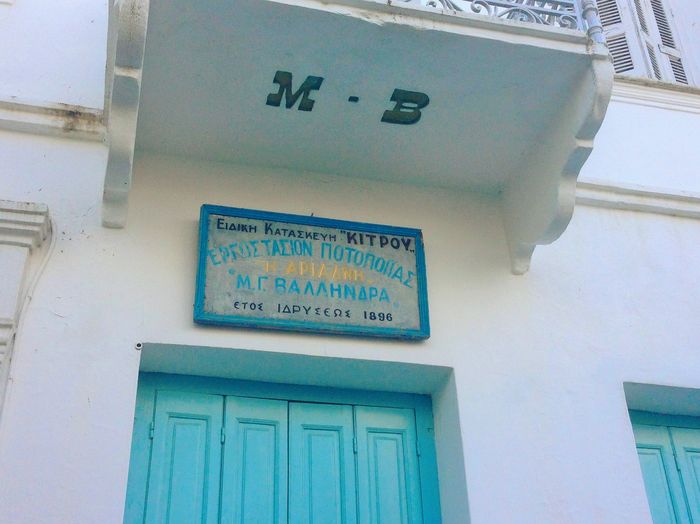 Μ - Β
ΕΙΔΙΚΗ ΚΑΤΑΣΚΕΥΗ "ΚΙΤΡΟΥ"
ΕΡΓΟΣΤΑΣΙΟΝ ΠΟΤΟΠΟΙΙΑΣ
"Η ΑΡΙΑΔΝΗ"
Μ.Γ. ΒΑΛΛΗΝΔΡΑ
ΕΤΟΣ ΙΔΡΥΣΕΩΣ 1896